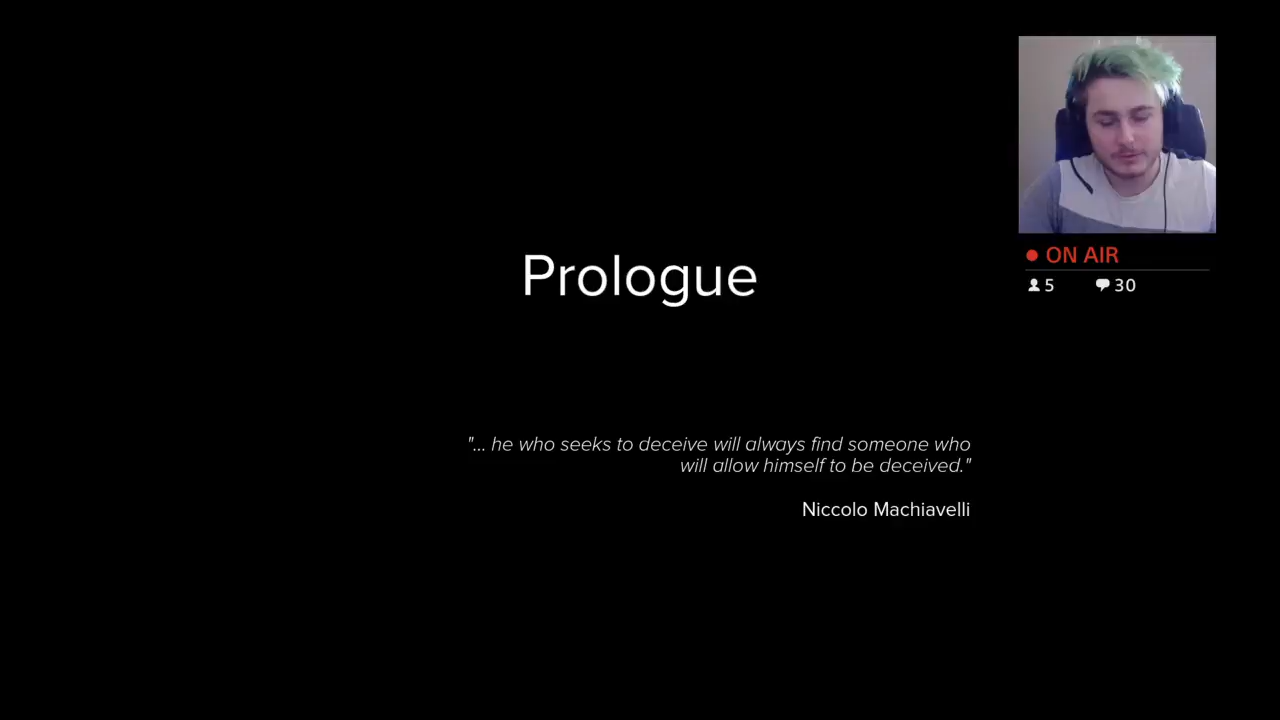 Prologue
"... he who seeks to deceive will always find someone who
will allow himself to be deceived."
Niccolo Machiavelli
ON AIR
5 30